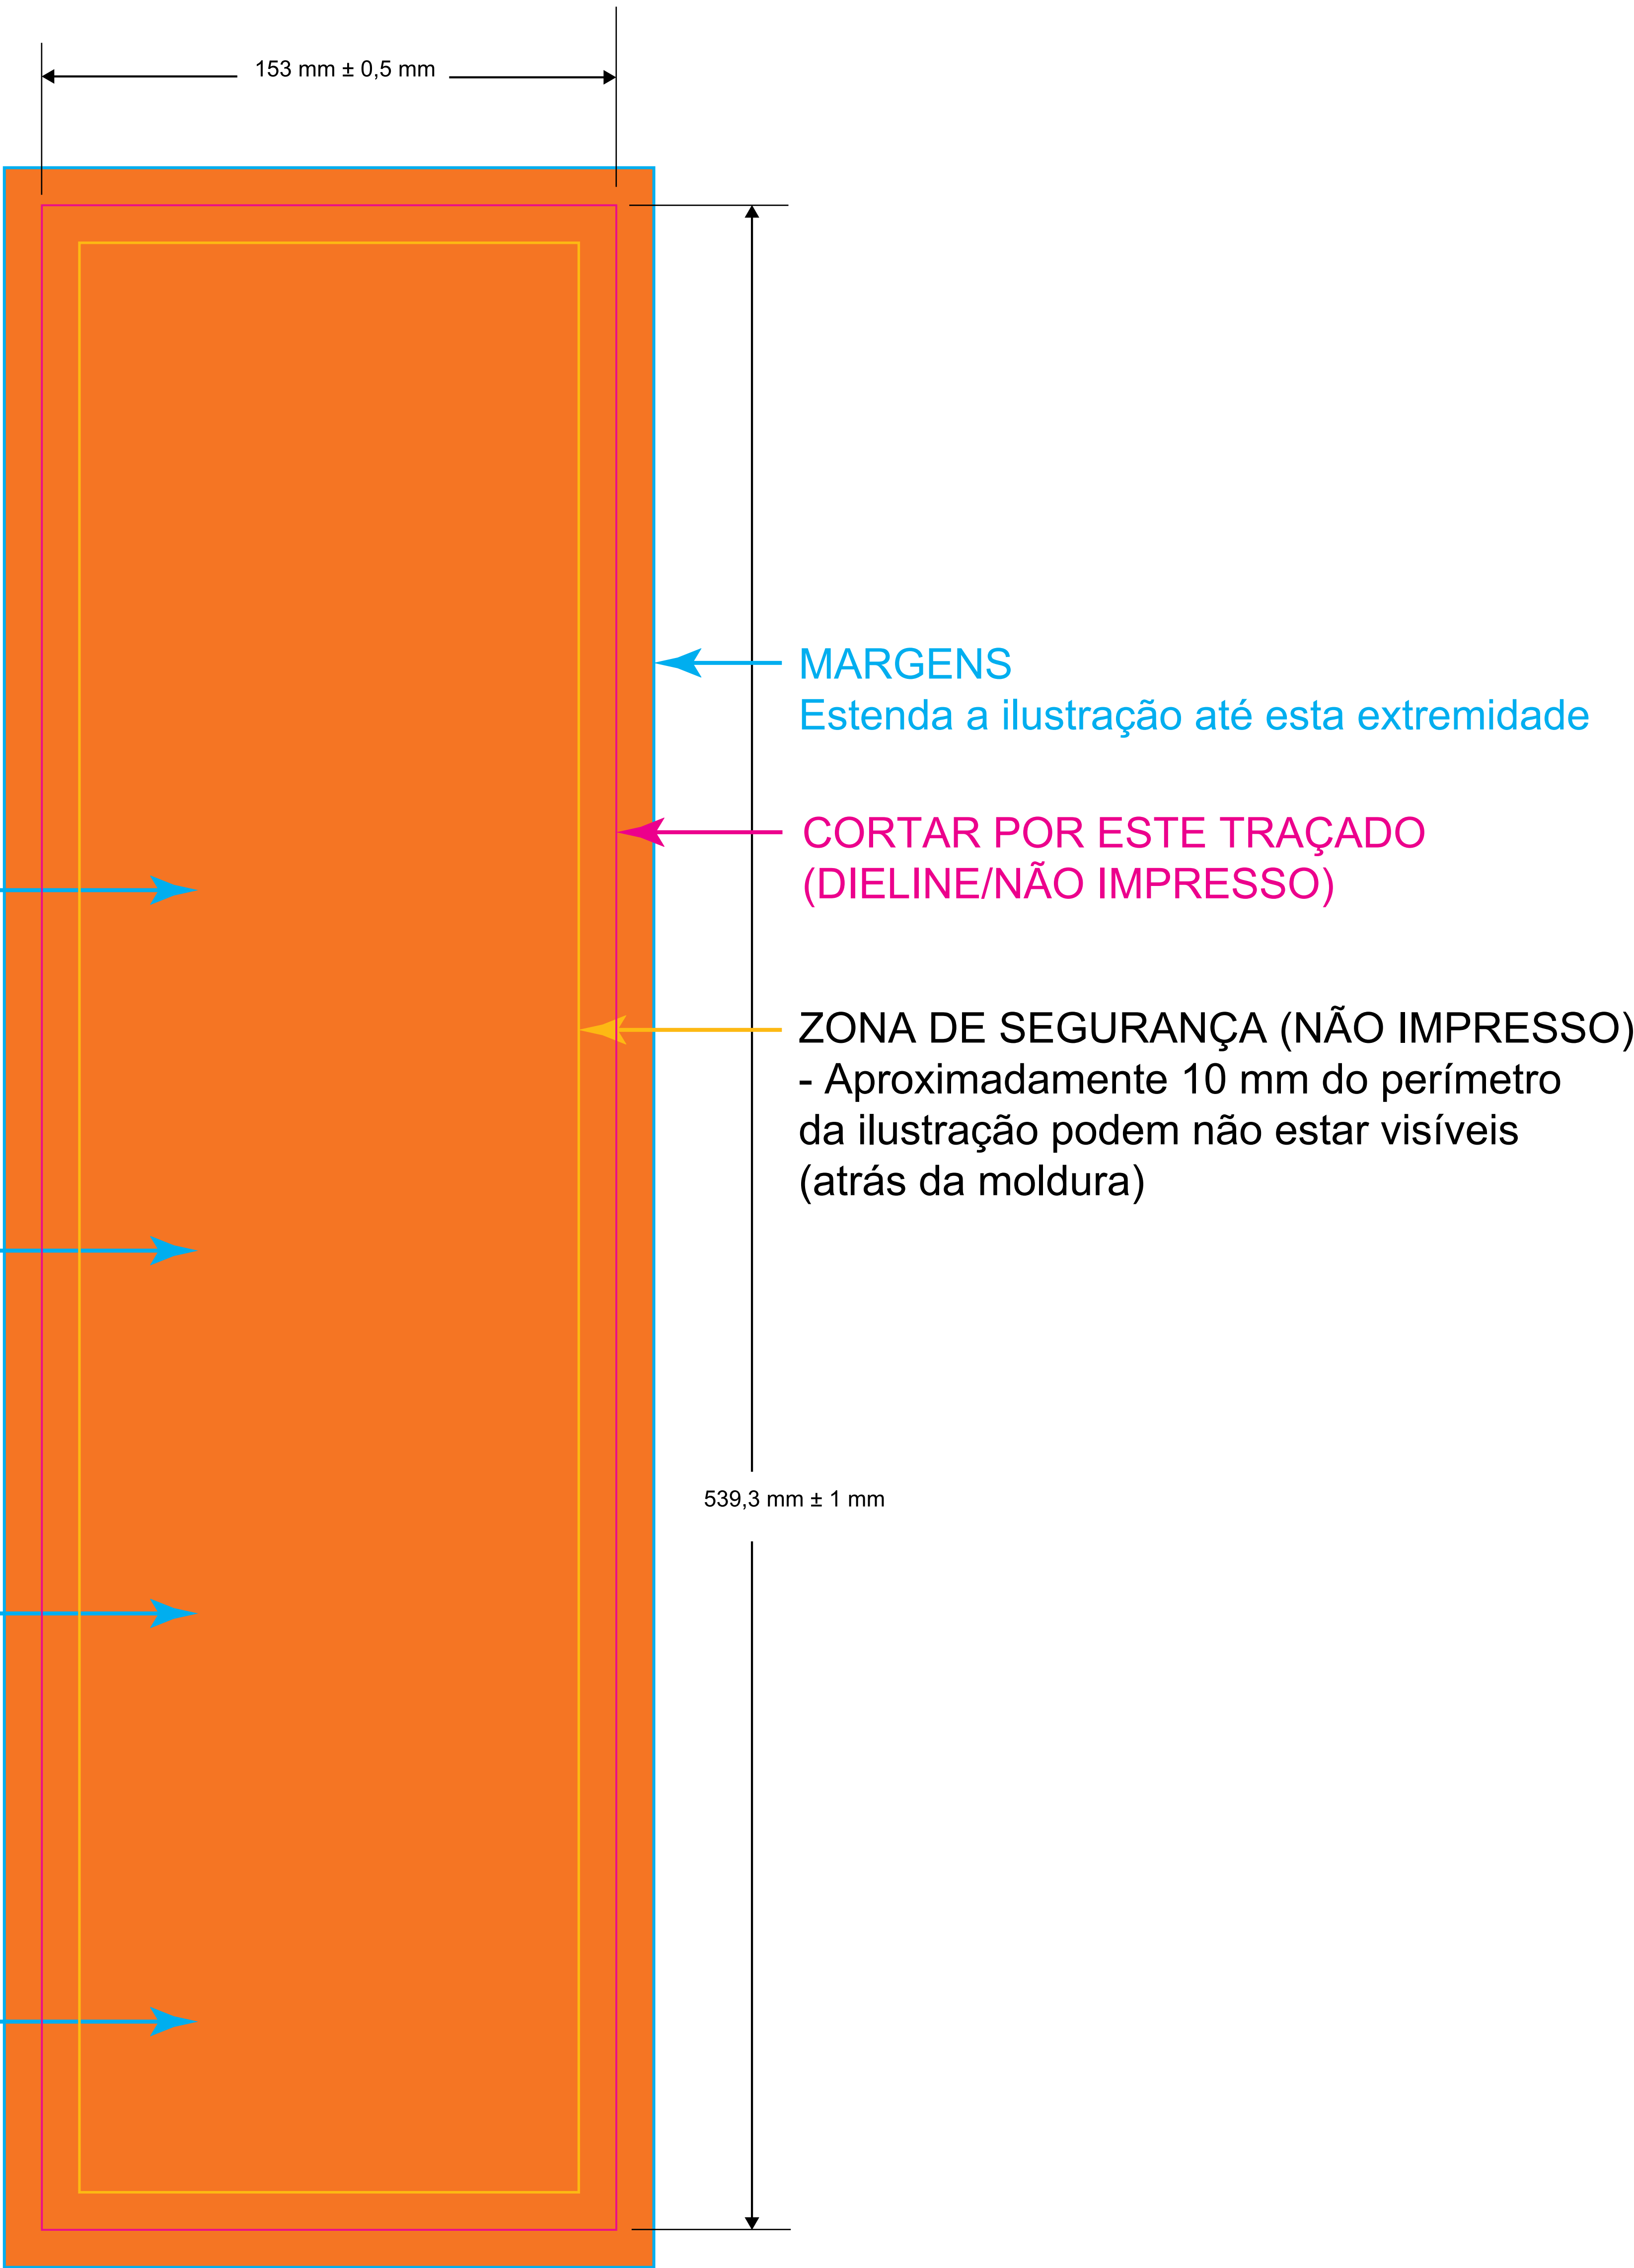 153 mm ± 0,5 mm
MARGENS
Estenda a ilustração até esta extremidade
CORTAR POR ESTE TRAÇADO
(DIELINE/NÃO IMPRESSO)
ZONA DE SEGURANÇA (NÃO IMPRESSO)
- Aproximadamente 10 mm do perímetro
da ilustração podem não estar visíveis
(atrás da moldura)
539,3 mm ± 1 mm